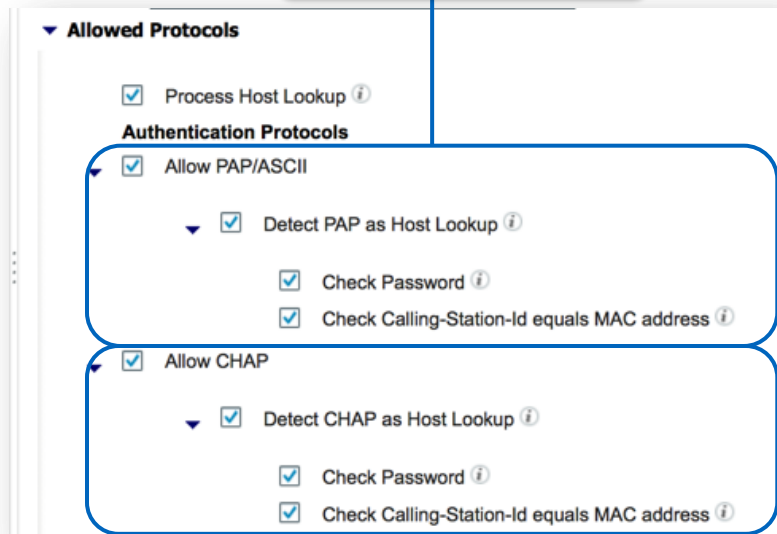 Allowed Protocols
Process Host Lookup
Authentication Protocols
Allow PAP/ASCII
Detect PAP as Host Lookup
Check Password
Check Calling-Station-Id equals MAC address
Allow CHAP
Detect CHAP as Host Lookup
Check Password
Check Calling-Station-Id equals MAC address